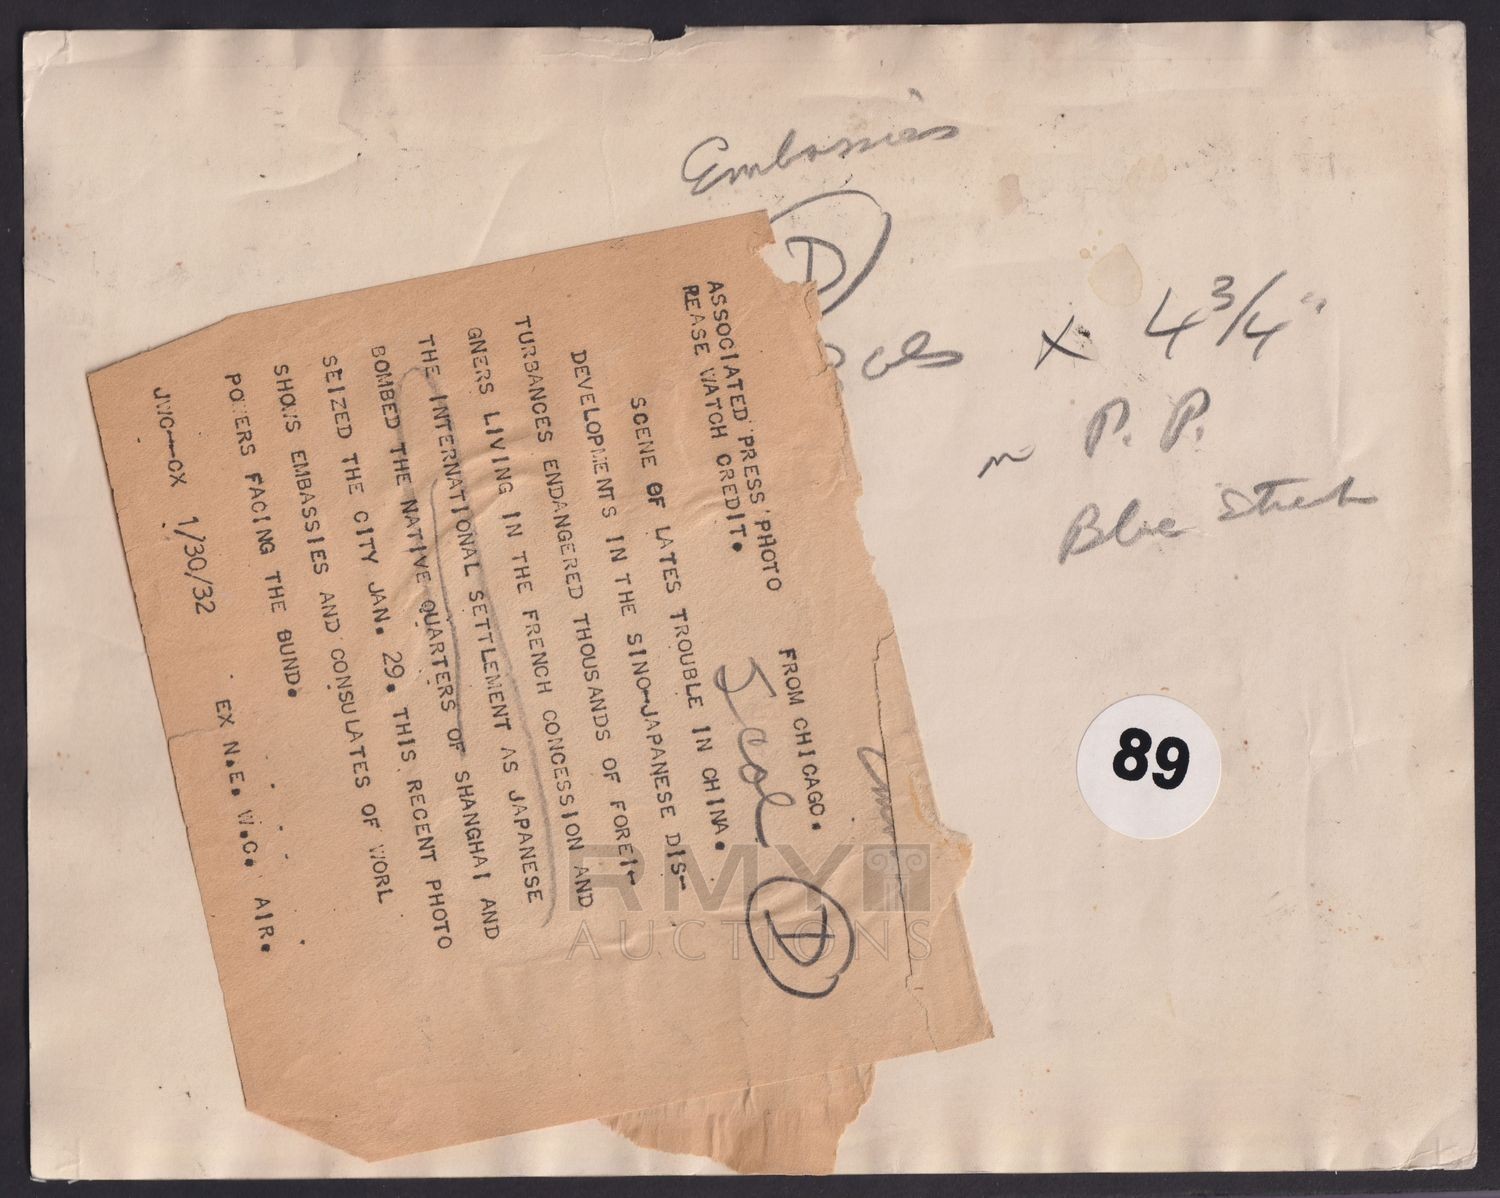 Embassies
D
cols x 4 3/4"
P. P.
Blue Streak
89
ASSOCIATED PRESS PHOTO FROM CHICAGO.
REASE WATCH CREDIT.
5 col
D
SCENE OF LATES TROUBLE IN CHINA.
DEVELOPMENTS IN THE SINO-JAPANESE DIS-
TURBANCES ENDANGERED THOUSANDS OF FOREI-
GNERS LIVING IN THE FRENCH CONCESSION AND
THE INTERNATIONAL SETTLEMENT AS JAPANESE
BOMBED THE NATIVE QUARTERS OF SHANGHAI AND
SEIZED THE CITY JAN. 29. THIS RECENT PHOTO
SHOWS EMBASSIES AND CONSULATES OF WORL
POWERS FACING THE BUND.
JWC--CX 1/30/32 EX N.E. W.C. AIR.
RMY AUCTIONS